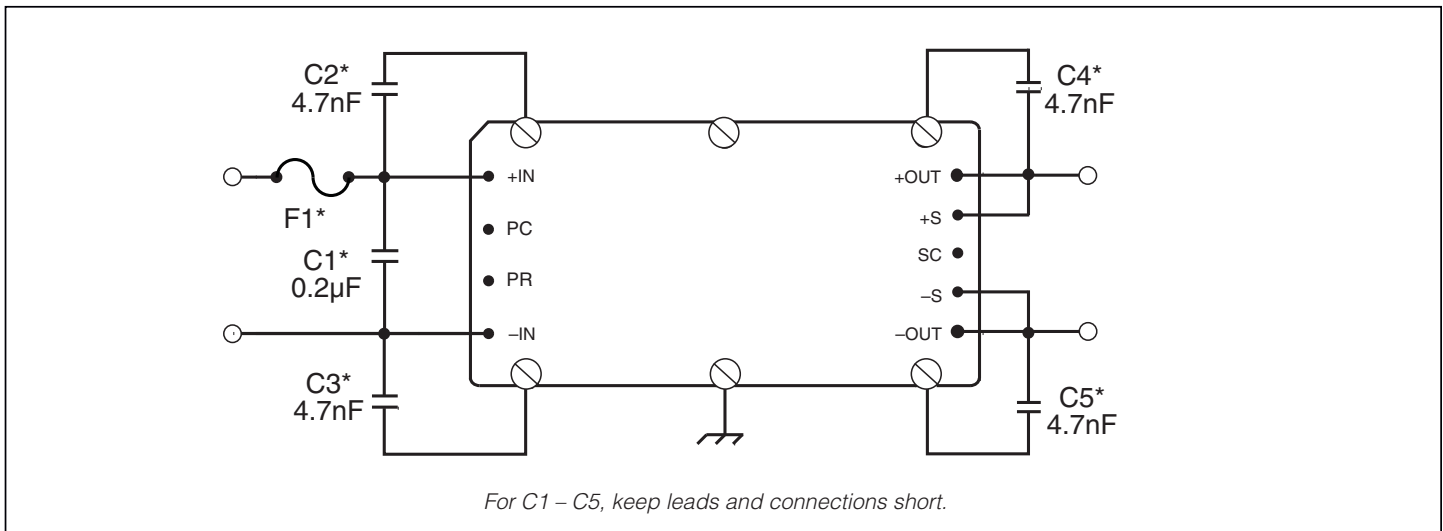 C2*
4.7nF
C4*
4.7nF
+IN
+OUT
F1*
+S
PC
SC
C1*
0.2µF
PR
–S
–IN
–OUT
C3*
4.7nF
C5*
4.7nF
For C1 – C5, keep leads and connections short.